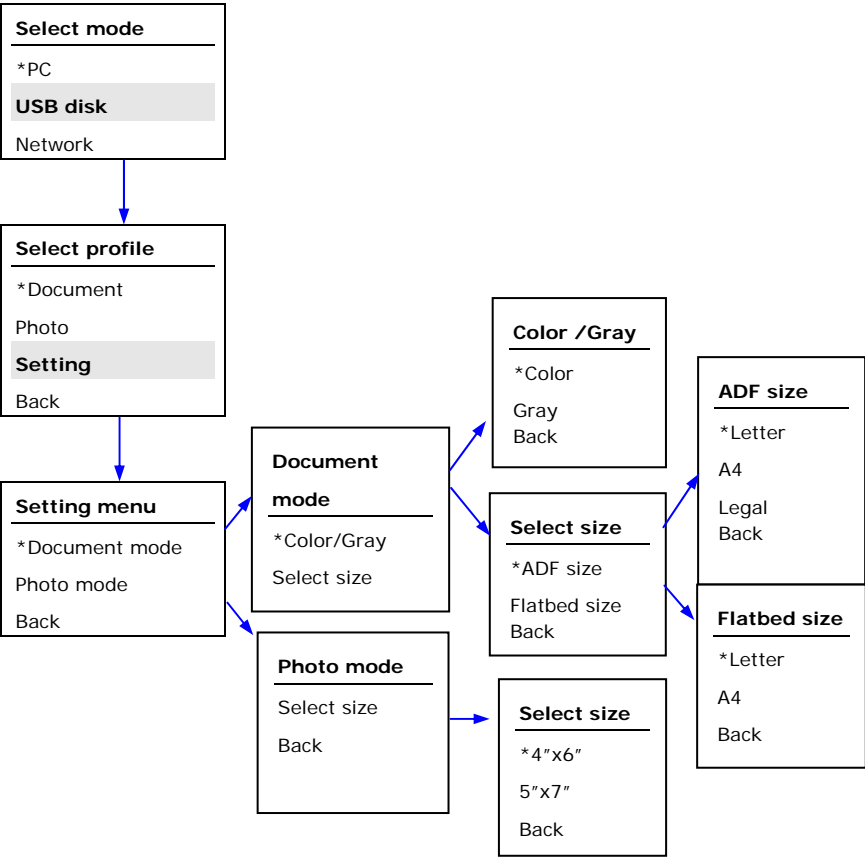 Select mode
*PC
USB disk
Network
Select profile
*Document
Photo
Setting
Back
Setting menu
*Document mode
Photo mode
Back
Document
mode
*Color/Gray
Select size
Photo mode
Select size
Back
Color /Gray
*Color
Gray
Back
Select size
*ADF size
Flatbed size
Back
Select size
*4”x6”
5”x7”
Back
ADF size
*Letter
A4
Legal
Back
Flatbed size
*Letter
A4
Back